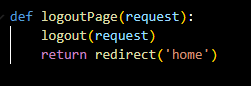 def logoutPage(request):
    logout(request)
    return redirect('home')